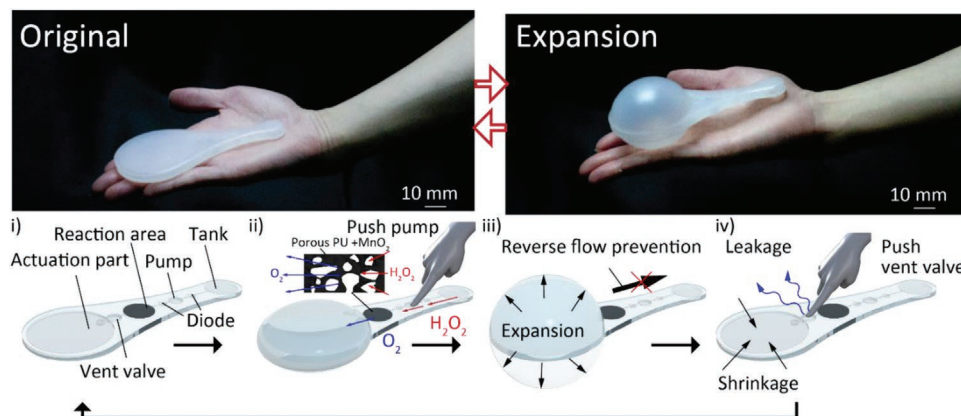 Original
Expansion
10 mm
10 mm
i)
Reaction area
Tank
Actuation part
Pump
Diode
Vent valve
ii)
Push pump
Porous PU +MnO₂
O₂
H₂O₂
H₂O₂
O₂
iii)
Reverse flow prevention
Expansion
iv)
Leakage
Push
vent valve
Shrinkage